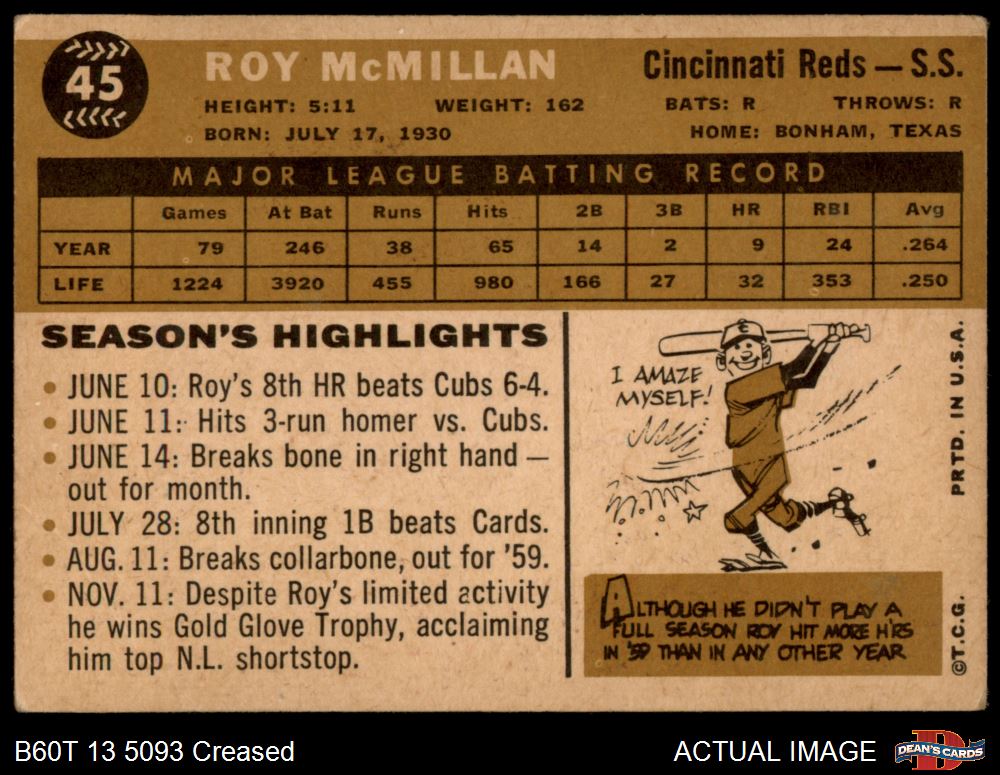 45
ROY McMILLAN
Cincinnati Reds — S.S.
HEIGHT: 5:11 WEIGHT: 162 BATS: R THROWS: R
BORN: JULY 17, 1930 HOME: BONHAM, TEXAS
MAJOR LEAGUE BATTING RECORD
Games At Bat Runs Hits 2B 3B HR RBI Avg
YEAR 79 246 38 65 14 2 9 24 .264
LIFE 1224 3920 455 980 166 27 32 353 .250
SEASON'S HIGHLIGHTS
• JUNE 10: Roy's 8th HR beats Cubs 6-4.
• JUNE 11: Hits 3-run homer vs. Cubs.
• JUNE 14: Breaks bone in right hand —
out for month.
• JULY 28: 8th inning 1B beats Cards.
• AUG. 11: Breaks collarbone, out for '59.
• NOV. 11: Despite Roy's limited activity
he wins Gold Glove Trophy, acclaiming
him top N.L. shortstop.
C
I AMAZE
MYSELF!
ALTHOUGH HE DIDN'T PLAY A
FULL SEASON ROY HIT MORE HRS
IN '59 THAN IN ANY OTHER YEAR
PRTD. IN U.S.A.
©T.C.G.
B60T 13 5093 Creased
ACTUAL IMAGE
D
DEAN'S CARDS